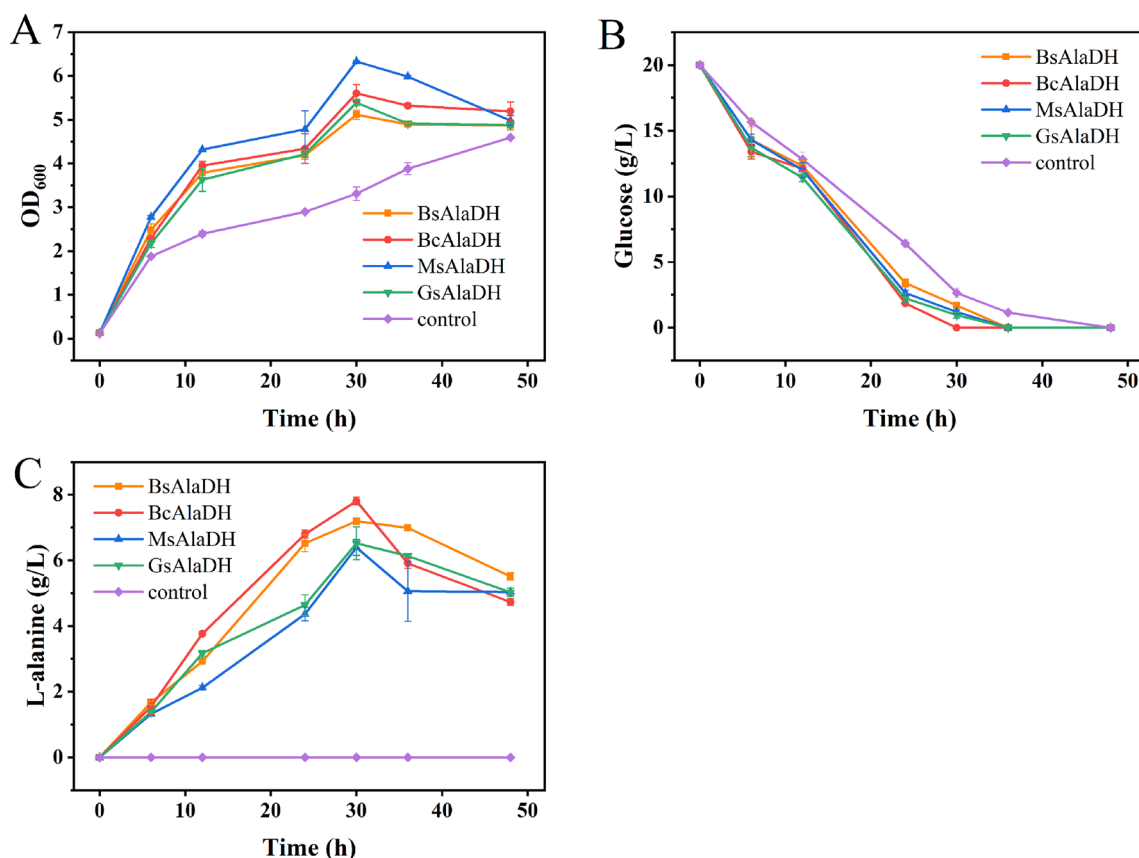 A
7
6
5
4
3
2
1
0
OD600
BsAlaDH
BcAlaDH
MsAlaDH
GsAlaDH
control
0 10 20 30 40 50
Time (h)
B
20
15
10
5
0
Glucose (g/L)
BsAlaDH
BcAlaDH
MsAlaDH
GsAlaDH
control
0 10 20 30 40 50
Time (h)
C
8
6
4
2
0
L-alanine (g/L)
BsAlaDH
BcAlaDH
MsAlaDH
GsAlaDH
control
0 10 20 30 40 50
Time (h)